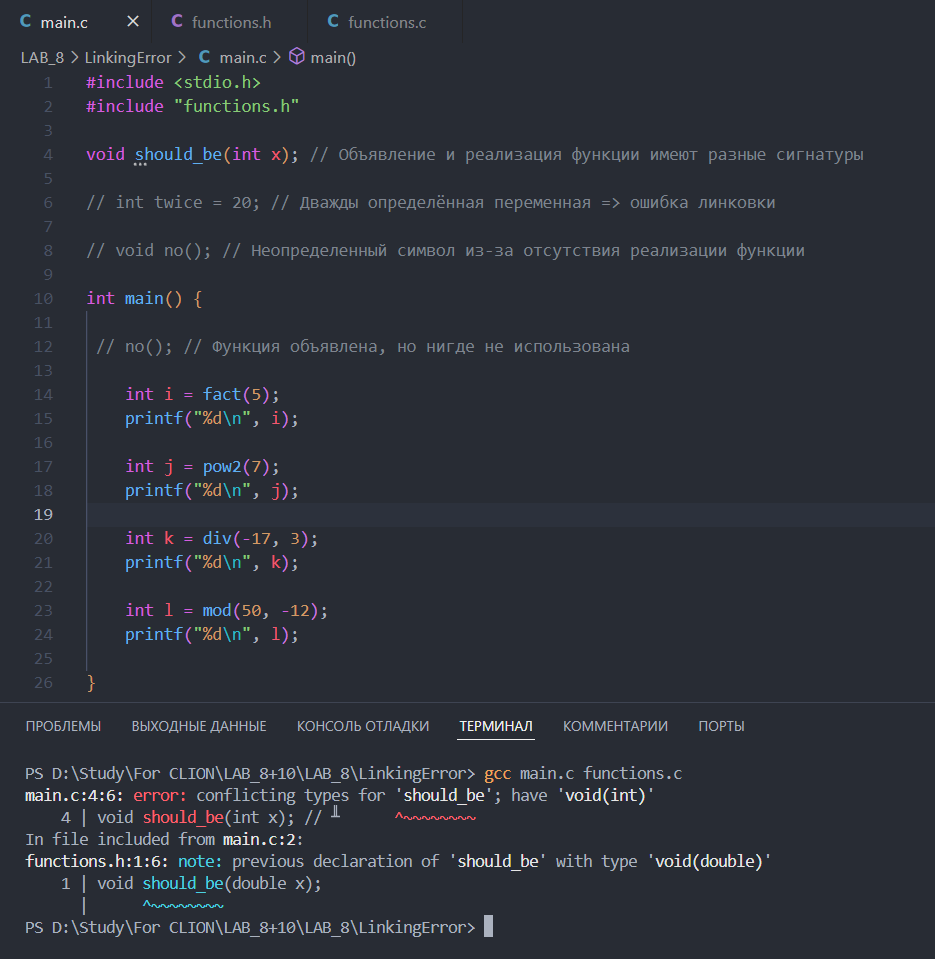 C main.c ✕ C functions.h C functions.c
LAB_8 > LinkingError > C main.c > main()
1 #include <stdio.h>
2 #include "functions.h"
3
4 void should_be(int x); // Объявление и реализация функции имеют разные сигнатуры
5
6 // int twice = 20; // Дважды определённая переменная => ошибка линковки
7
8 // void no(); // Неопределенный символ из-за отсутствия реализации функции
9
10 int main() {
11
12 // no(); // Функция объявлена, но нигде не использована
13
14 int i = fact(5);
15 printf("%d\n", i);
16
17 int j = pow2(7);
18 printf("%d\n", j);
19
20 int k = div(-17, 3);
21 printf("%d\n", k);
22
23 int l = mod(50, -12);
24 printf("%d\n", l);
25
26 }
ПРОБЛЕМЫ ВЫХОДНЫЕ ДАННЫЕ КОНСОЛЬ ОТЛАДКИ ТЕРМИНАЛ КОММЕНТАРИИ ПОРТЫ
PS D:\Study\For CLION\LAB_8+10\LAB_8\LinkingError> gcc main.c functions.c
main.c:4:6: error: conflicting types for 'should_be'; have 'void(int)'
4 | void should_be(int x); // ╨ ^~~~~~~~~
In file included from main.c:2:
functions.h:1:6: note: previous declaration of 'should_be' with type 'void(double)'
1 | void should_be(double x);
| ^~~~~~~~~
PS D:\Study\For CLION\LAB_8+10\LAB_8\LinkingError>